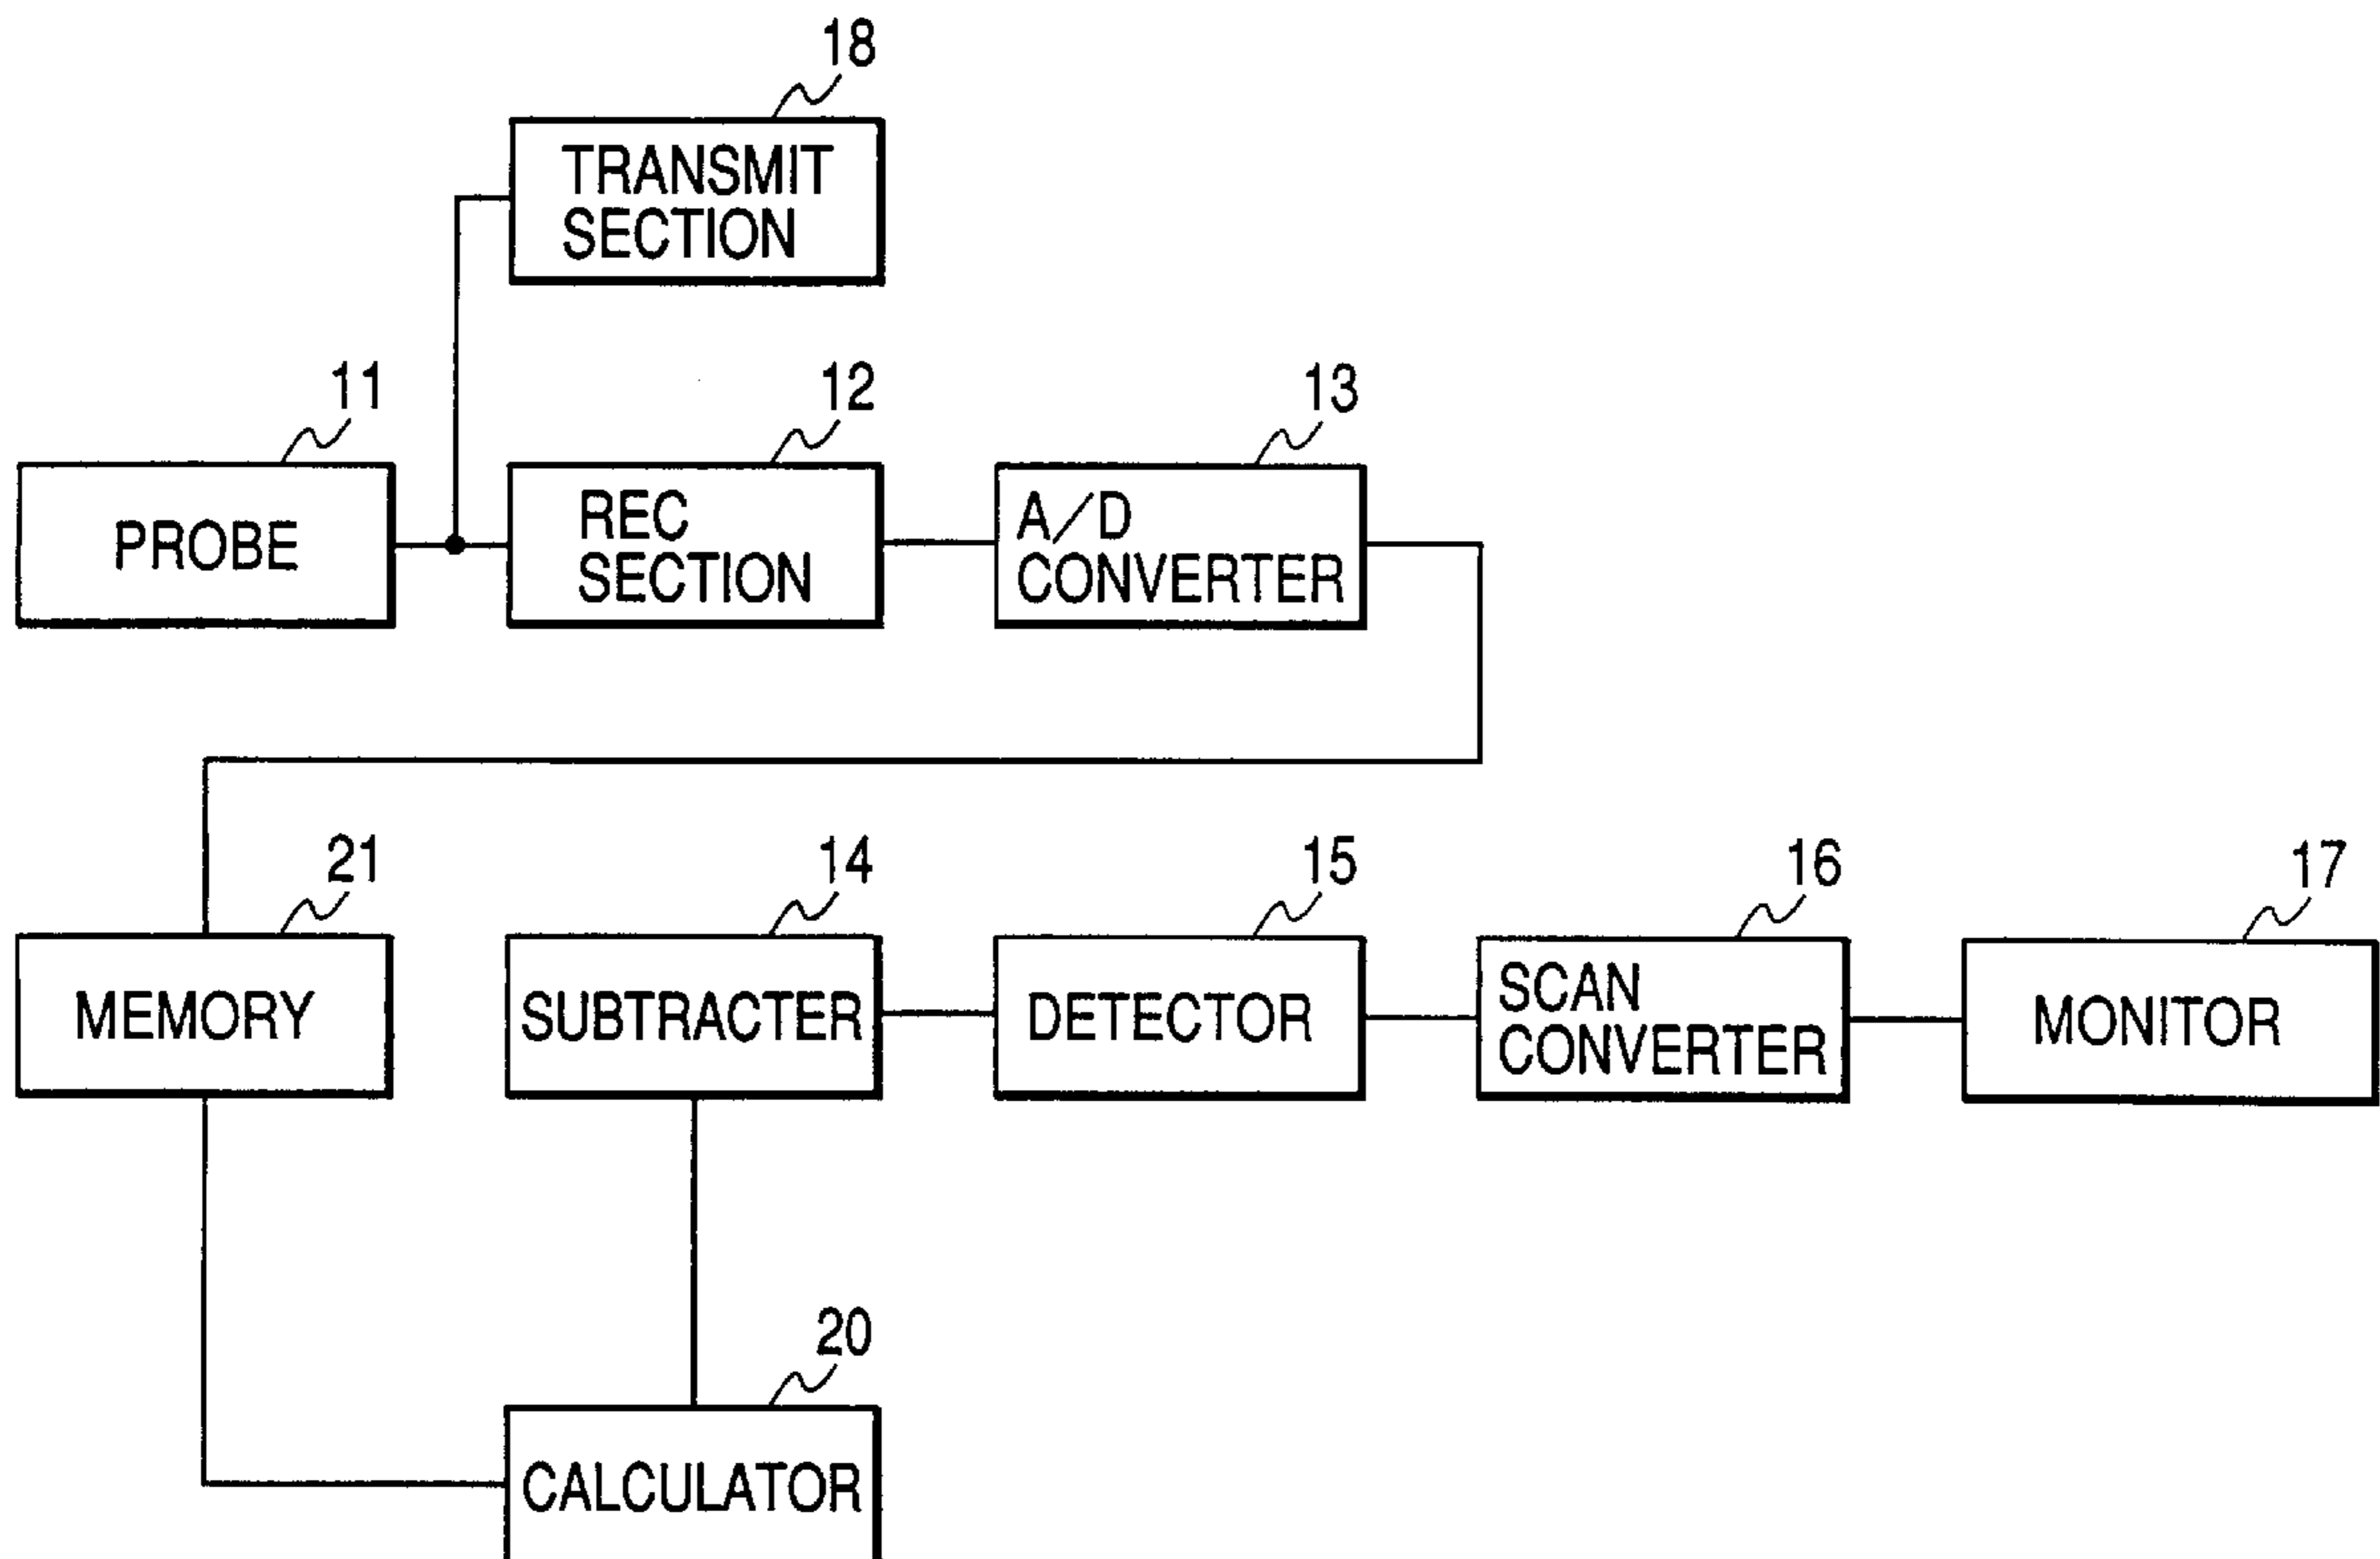 18
TRANSMIT
SECTION
11
12
13
PROBE
REC
SECTION
A/D
CONVERTER
21
14
15
16
17
MEMORY
SUBTRACTER
DETECTOR
SCAN
CONVERTER
MONITOR
20
CALCULATOR